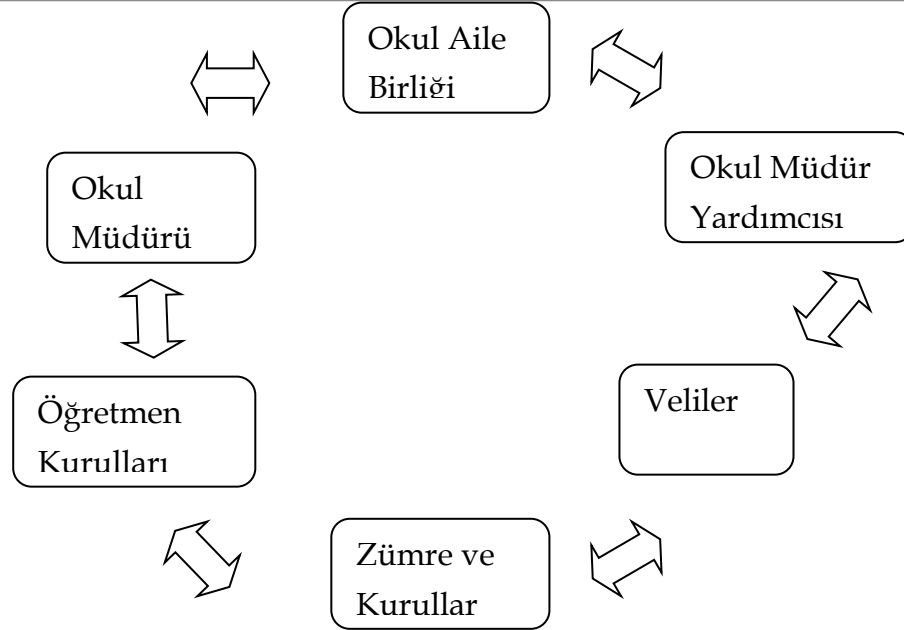 Okul Aile
Birliği
Okul
Müdürü
Okul Müdür
Yardımcısı
Öğretmen
Kurulları
Veliler
Zümre ve
Kurullar